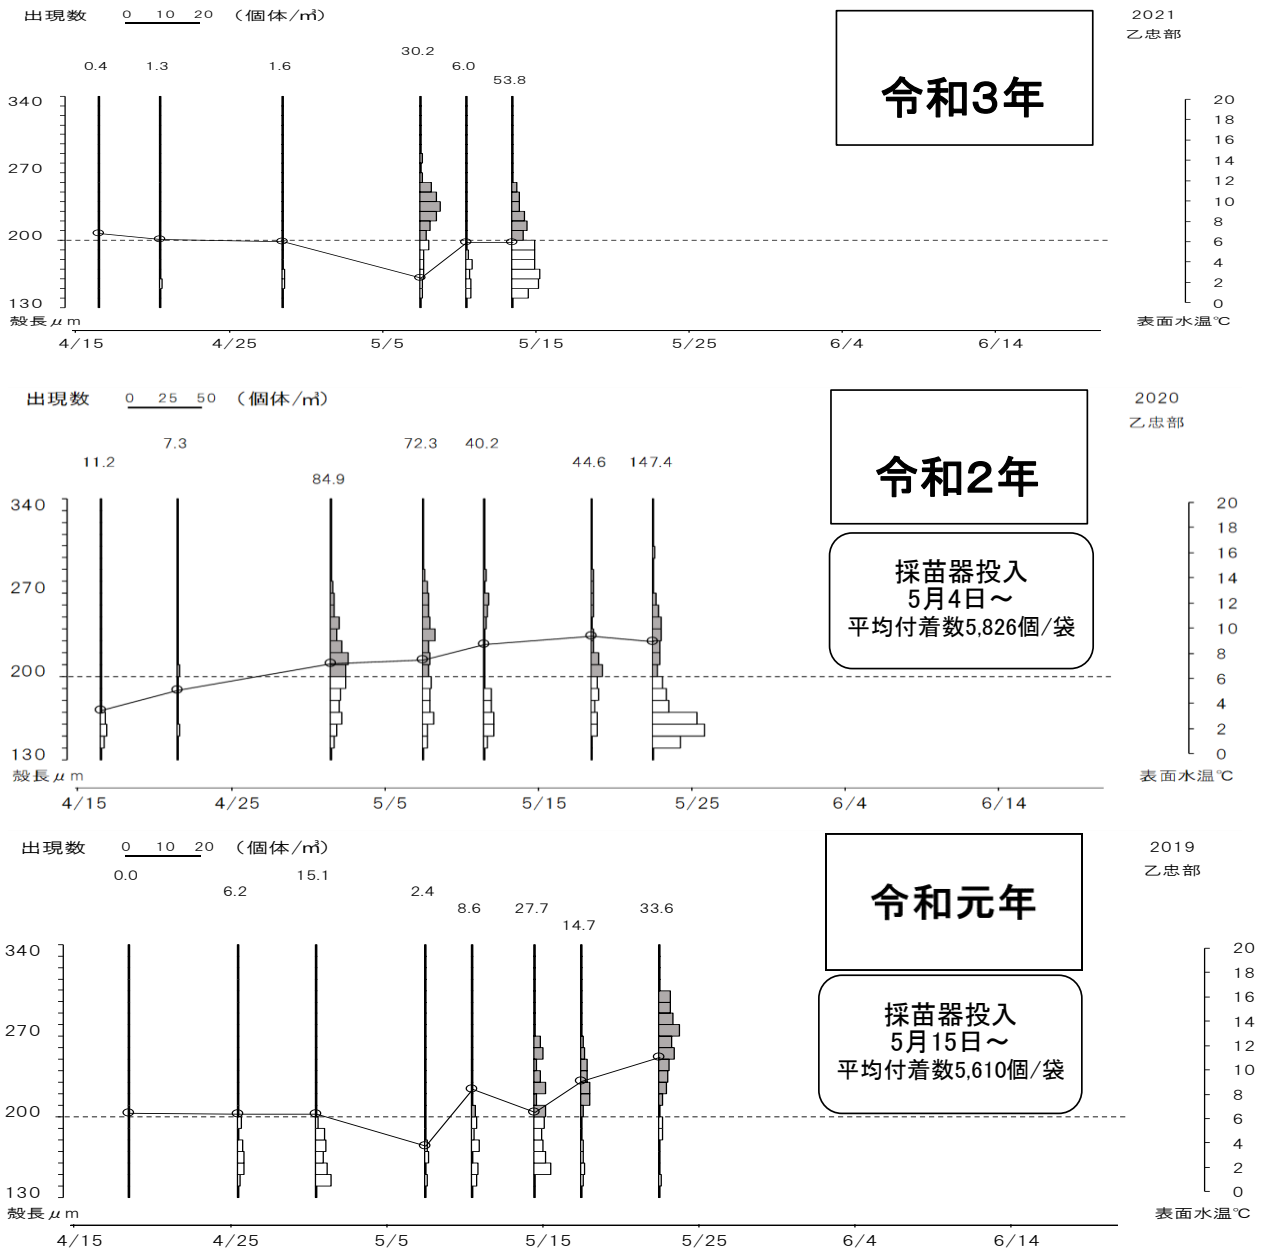 出現数 0 10 20 (個体/㎥)
2021
乙忠部
0.4 1.3 1.6 30.2 6.0 53.8
令和3年
340
270
200
130
殻長μm
20
18
16
14
12
10
8
6
4
2
0
表面水温℃
4/15 4/25 5/5 5/15 5/25 6/4 6/14
出現数 0 25 50 (個体/㎥)
2020
乙忠部
11.2 7.3 84.9 72.3 40.2 44.6 147.4
令和2年
採苗器投入
5月4日～
平均付着数5,826個/袋
340
270
200
130
殻長μm
20
18
16
14
12
10
8
6
4
2
0
表面水温℃
4/15 4/25 5/5 5/15 5/25 6/4 6/14
出現数 0 10 20 (個体/㎥)
2019
乙忠部
0.0 6.2 15.1 2.4 8.6 27.7 14.7 33.6
令和元年
採苗器投入
5月15日～
平均付着数5,610個/袋
340
270
200
130
殻長μm
20
18
16
14
12
10
8
6
4
2
0
表面水温℃
4/15 4/25 5/5 5/15 5/25 6/4 6/14